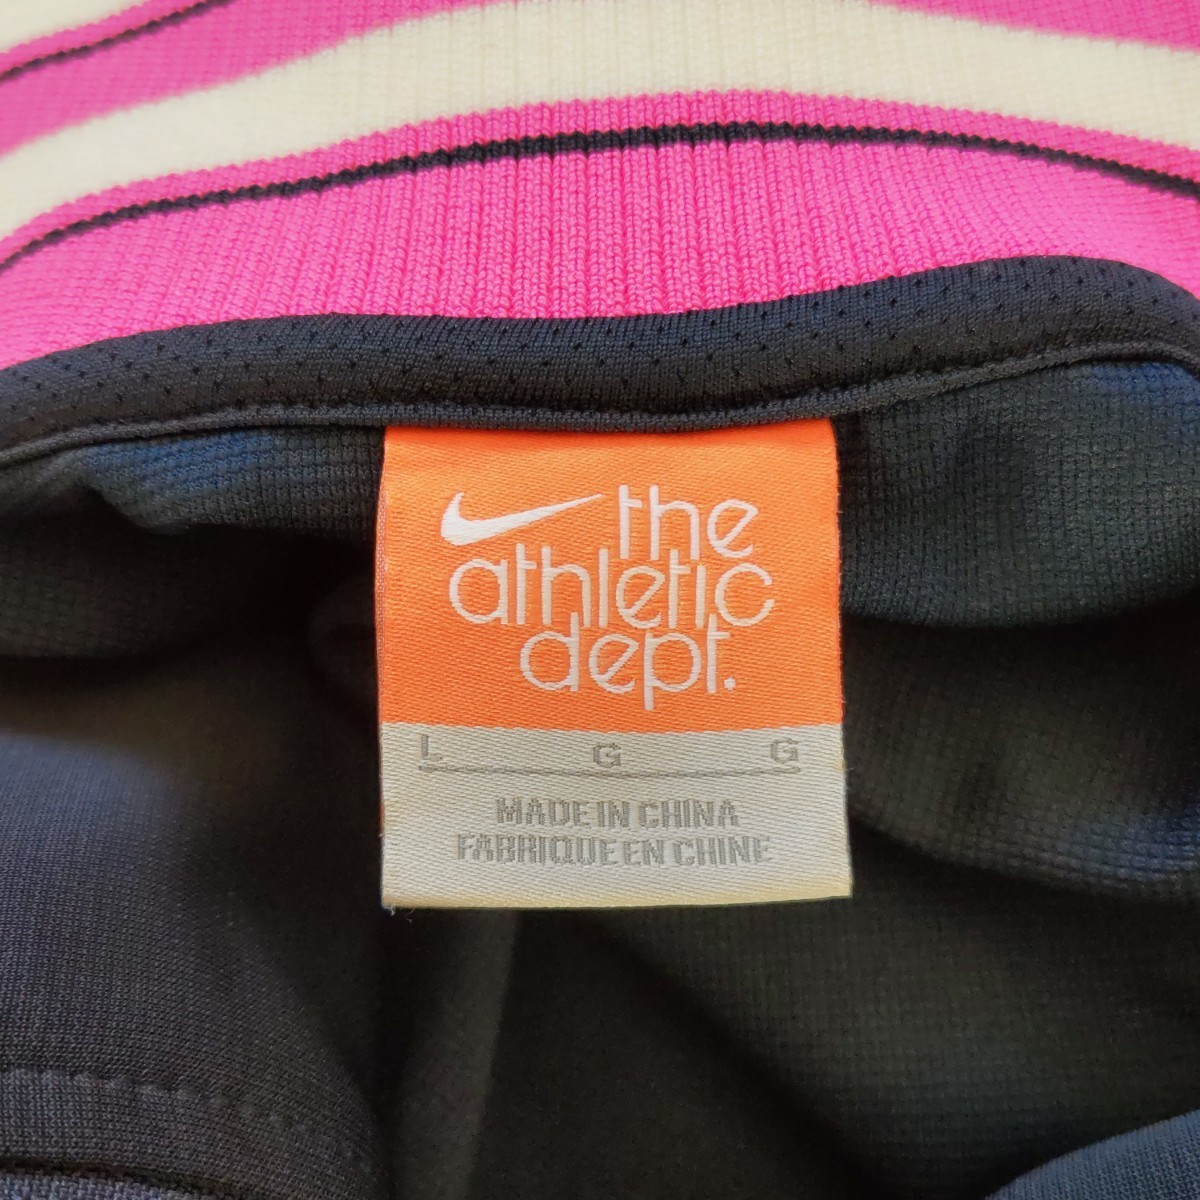 the
athletic
dept.
L G G
MADE IN CHINA
FABRIQUE EN CHINE